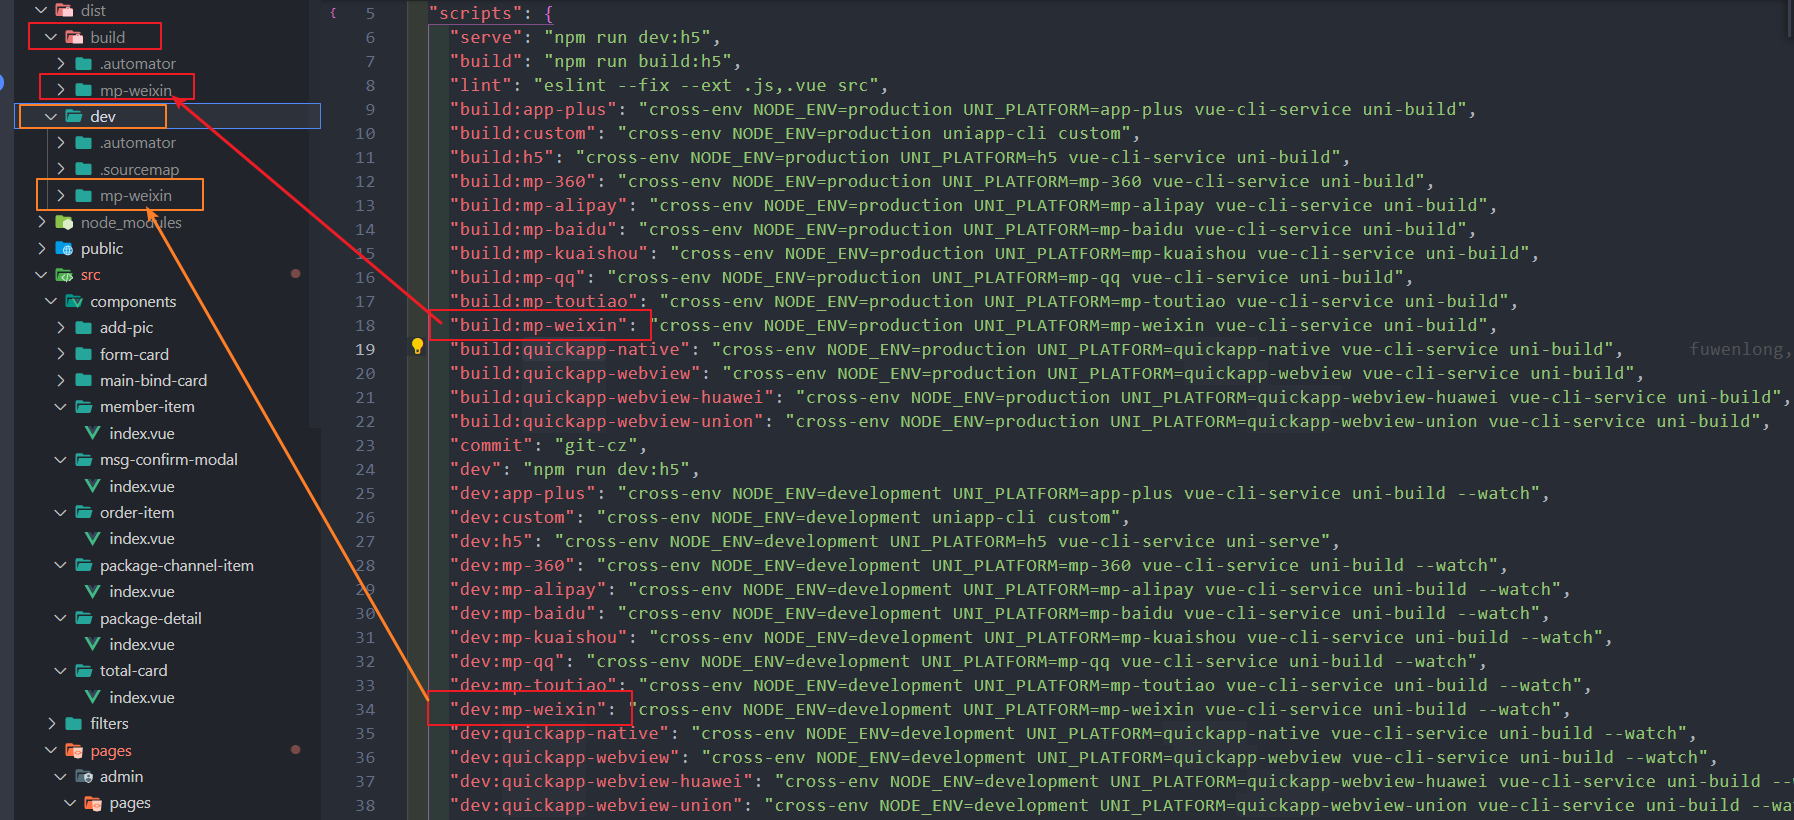 dist
build
.automator
mp-weixin
dev
.automator
.sourcemap
mp-weixin
node_modules
public
src
components
add-pic
form-card
main-bind-card
member-item
index.vue
msg-confirm-modal
index.vue
order-item
index.vue
package-channel-item
index.vue
package-detail
index.vue
total-card
index.vue
filters
pages
admin
pages
{ 5 "scripts": {
6 "serve": "npm run dev:h5",
7 "build": "npm run build:h5",
8 "lint": "eslint --fix --ext .js,.vue src",
9 "build:app-plus": "cross-env NODE_ENV=production UNI_PLATFORM=app-plus vue-cli-service uni-build",
10 "build:custom": "cross-env NODE_ENV=production uniapp-cli custom",
11 "build:h5": "cross-env NODE_ENV=production UNI_PLATFORM=h5 vue-cli-service uni-build",
12 "build:mp-360": "cross-env NODE_ENV=production UNI_PLATFORM=mp-360 vue-cli-service uni-build",
13 "build:mp-alipay": "cross-env NODE_ENV=production UNI_PLATFORM=mp-alipay vue-cli-service uni-build",
14 "build:mp-baidu": "cross-env NODE_ENV=production UNI_PLATFORM=mp-baidu vue-cli-service uni-build",
15 "build:mp-kuaishou": "cross-env NODE_ENV=production UNI_PLATFORM=mp-kuaishou vue-cli-service uni-build",
16 "build:mp-qq": "cross-env NODE_ENV=production UNI_PLATFORM=mp-qq vue-cli-service uni-build",
17 "build:mp-toutiao": "cross-env NODE_ENV=production UNI_PLATFORM=mp-toutiao vue-cli-service uni-build",
18 "build:mp-weixin": "cross-env NODE_ENV=production UNI_PLATFORM=mp-weixin vue-cli-service uni-build",
19 "build:quickapp-native": "cross-env NODE_ENV=production UNI_PLATFORM=quickapp-native vue-cli-service uni-build", fuwenlong,
20 "build:quickapp-webview": "cross-env NODE_ENV=production UNI_PLATFORM=quickapp-webview vue-cli-service uni-build",
21 "build:quickapp-webview-huawei": "cross-env NODE_ENV=production UNI_PLATFORM=quickapp-webview-huawei vue-cli-service uni-build",
22 "build:quickapp-webview-union": "cross-env NODE_ENV=production UNI_PLATFORM=quickapp-webview-union vue-cli-service uni-build",
23 "commit": "git-cz",
24 "dev": "npm run dev:h5",
25 "dev:app-plus": "cross-env NODE_ENV=development UNI_PLATFORM=app-plus vue-cli-service uni-build --watch",
26 "dev:custom": "cross-env NODE_ENV=development uniapp-cli custom",
27 "dev:h5": "cross-env NODE_ENV=development UNI_PLATFORM=h5 vue-cli-service uni-serve",
28 "dev:mp-360": "cross-env NODE_ENV=development UNI_PLATFORM=mp-360 vue-cli-service uni-build --watch",
29 "dev:mp-alipay": "cross-env NODE_ENV=development UNI_PLATFORM=mp-alipay vue-cli-service uni-build --watch",
30 "dev:mp-baidu": "cross-env NODE_ENV=development UNI_PLATFORM=mp-baidu vue-cli-service uni-build --watch",
31 "dev:mp-kuaishou": "cross-env NODE_ENV=development UNI_PLATFORM=mp-kuaishou vue-cli-service uni-build --watch",
32 "dev:mp-qq": "cross-env NODE_ENV=development UNI_PLATFORM=mp-qq vue-cli-service uni-build --watch",
33 "dev:mp-toutiao": "cross-env NODE_ENV=development UNI_PLATFORM=mp-toutiao vue-cli-service uni-build --watch",
34 "dev:mp-weixin": "cross-env NODE_ENV=development UNI_PLATFORM=mp-weixin vue-cli-service uni-build --watch",
35 "dev:quickapp-native": "cross-env NODE_ENV=development UNI_PLATFORM=quickapp-native vue-cli-service uni-build --watch",
36 "dev:quickapp-webview": "cross-env NODE_ENV=development UNI_PLATFORM=quickapp-webview vue-cli-service uni-build --watch",
37 "dev:quickapp-webview-huawei": "cross-env NODE_ENV=development UNI_PLATFORM=quickapp-webview-huawei vue-cli-service uni-build --w
38 "dev:quickapp-webview-union": "cross-env NODE_ENV=development UNI_PLATFORM=quickapp-webview-union vue-cli-service uni-build --wa